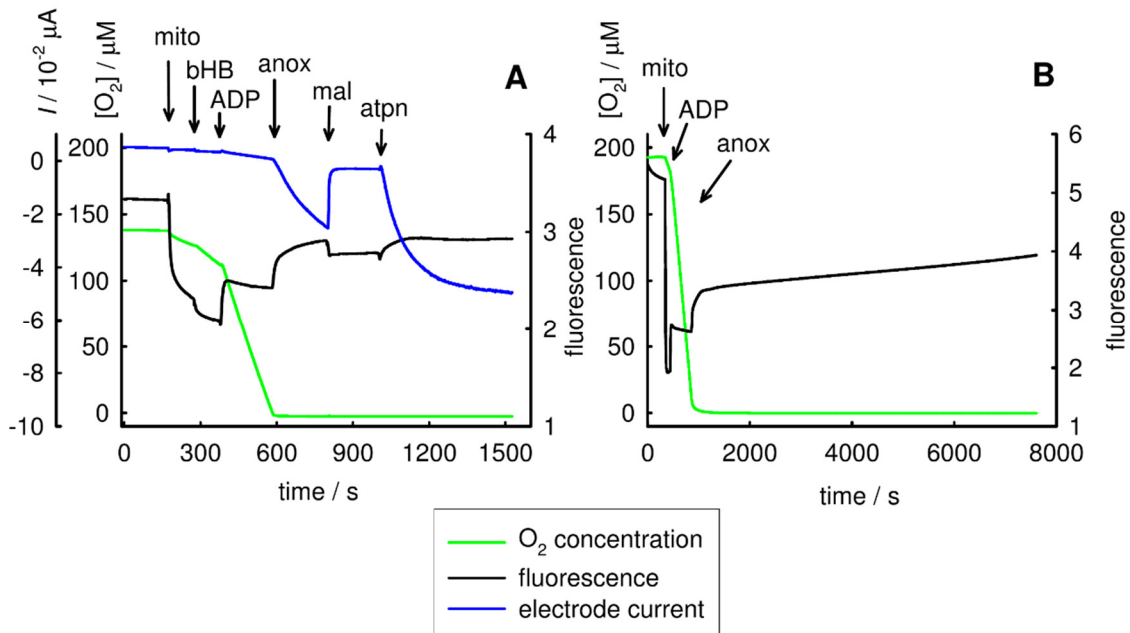 A
I / 10⁻² µA
[O₂] / µM
mito
bHB
ADP
anox
mal
atpn
0
-2
-4
-6
-8
-10
200
150
100
50
0
4
3
2
1
fluorescence
0 300 600 900 1200 1500
time / s
B
[O₂] / µM
mito
ADP
anox
200
150
100
50
0
6
5
4
3
2
1
fluorescence
0 2000 4000 6000 8000
time / s
O₂ concentration
fluorescence
electrode current